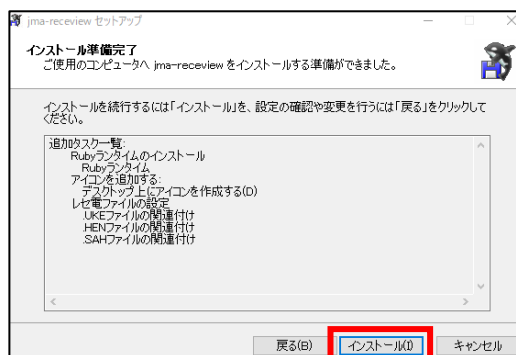 jma-receview セットアップ
インストール準備完了
ご使用のコンピュータへ jma-receview をインストールする準備ができました。
インストールを続行するには「インストール」を、設定の確認や変更を行うには「戻る」をクリックして
ください。
追加タスク一覧:
Rubyランタイムのインストール
Rubyランタイム
アイコンを追加する:
デスクトップ上にアイコンを作成する(D)
レセ電ファイルの設定
.UKEファイルの関連付け
.HENファイルの関連付け
.SAHファイルの関連付け
戻る(B)
インストール(I)
キャンセル